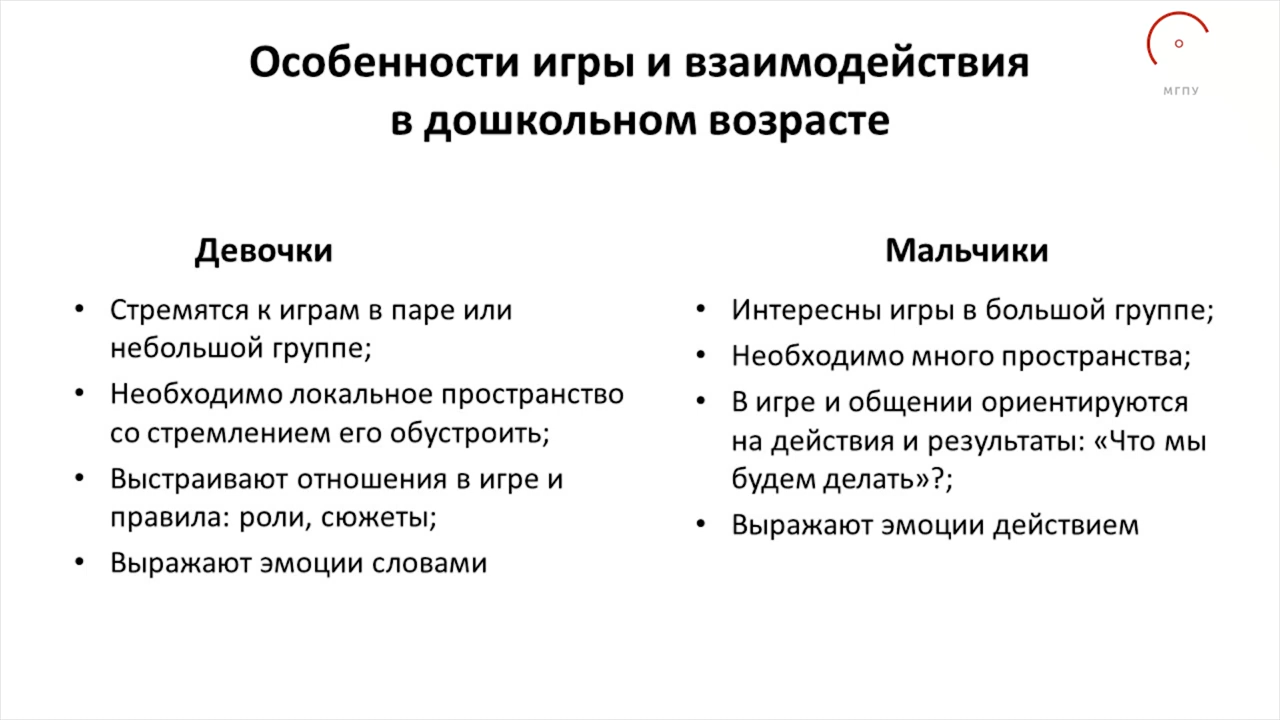 Особенности игры и взаимодействия
в дошкольном возрасте
МГПУ
Девочки
• Стремятся к играм в паре или
небольшой группе;
• Необходимо локальное пространство
со стремлением его обустроить;
• Выстраивают отношения в игре и
правила: роли, сюжеты;
• Выражают эмоции словами
Мальчики
• Интересны игры в большой группе;
• Необходимо много пространства;
• В игре и общении ориентируются
на действия и результаты: «Что мы
будем делать»?;
• Выражают эмоции действием